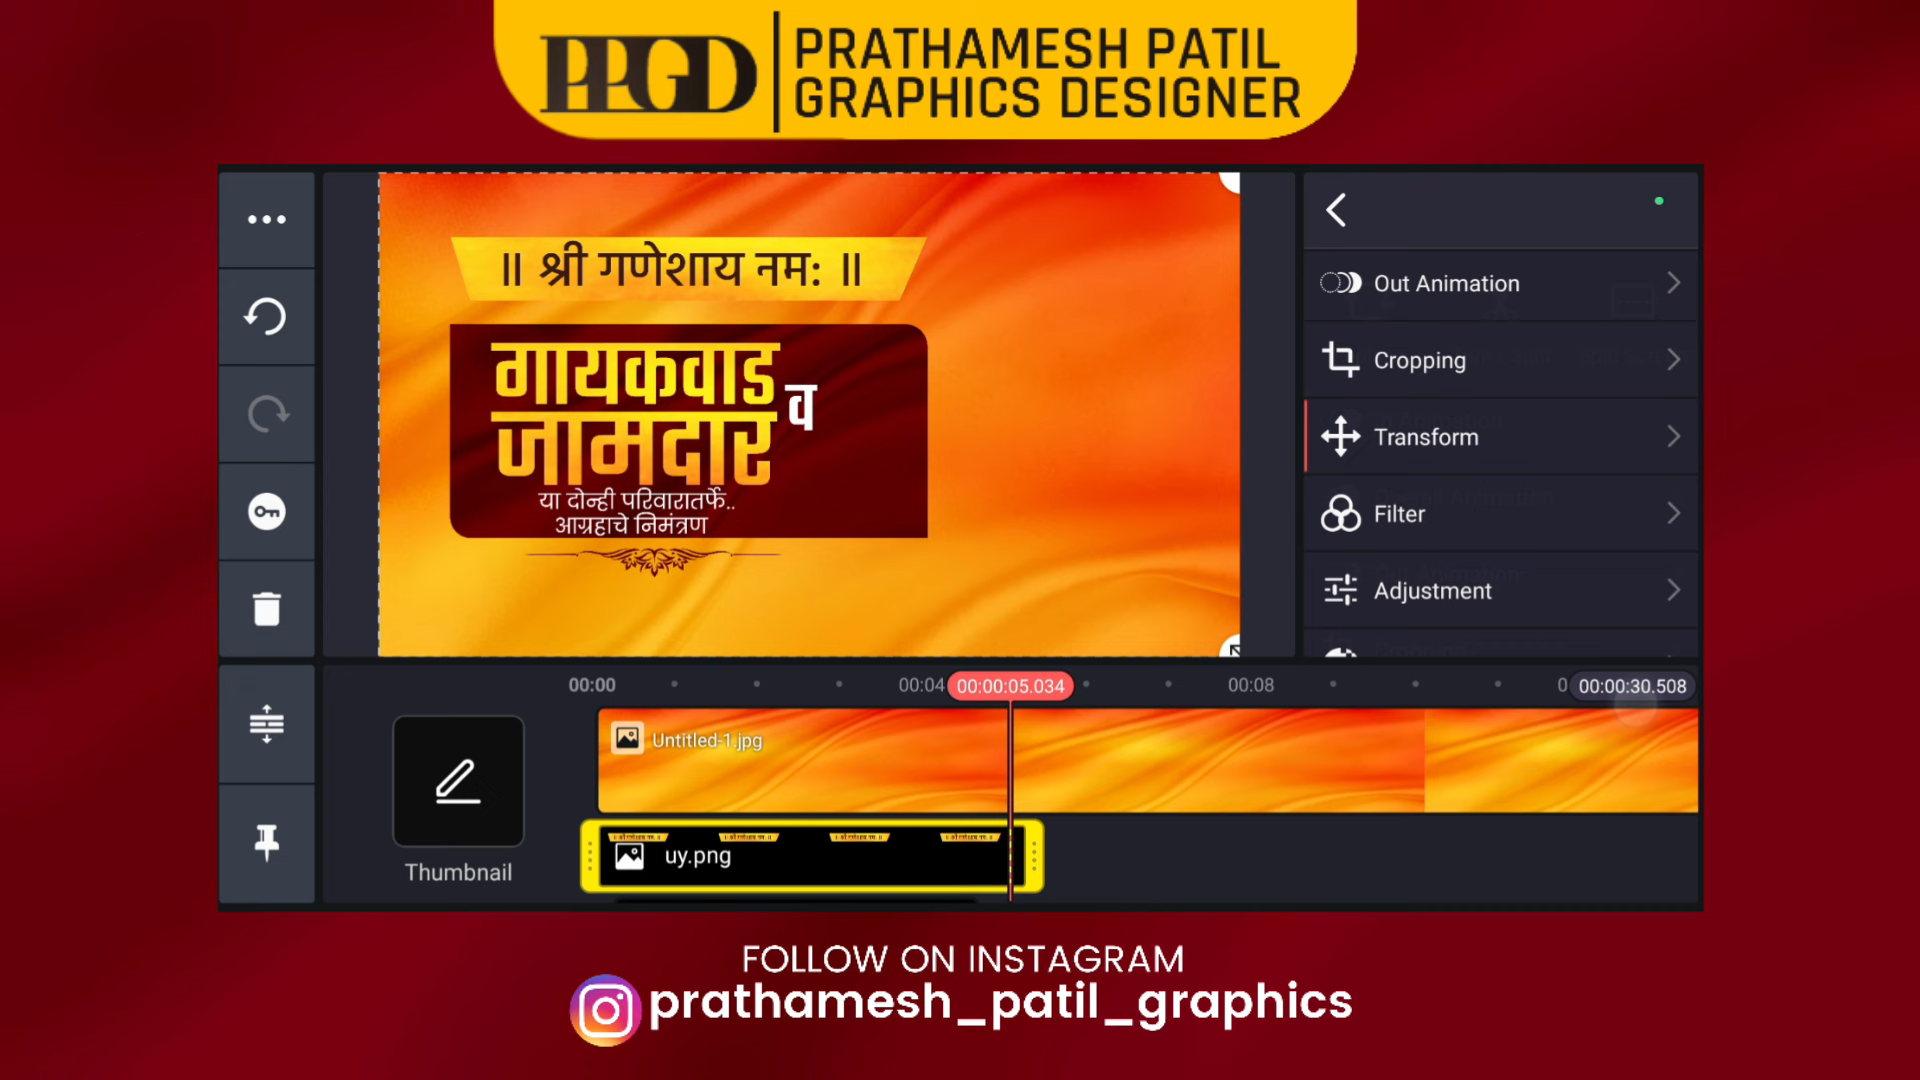 PPGD
PRATHAMESH PATIL
GRAPHICS DESIGNER
॥ श्री गणेशाय नम: ॥
गायकवाड
व
जामदार
या दोन्ही परिवारातर्फे..
आग्रहाचे निमंत्रण
Out Animation
Cropping
Transform
Filter
Adjustment
00:00
00:04
00:00:05.034
00:08
00:00:30.508
Untitled-1.jpg
uy.png
Thumbnail
FOLLOW ON INSTAGRAM
prathamesh_patil_graphics